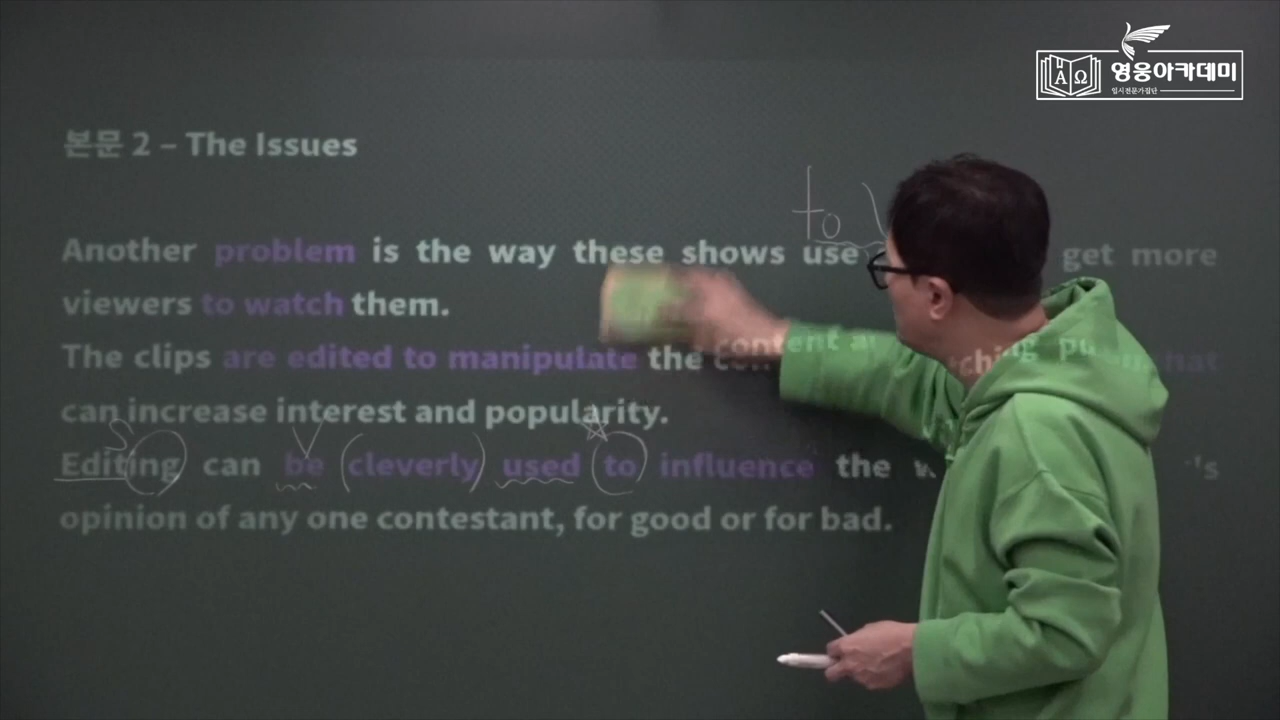 영웅아카데미
입시전문가집단
본문 2 – The Issues
to V
Another problem is the way these shows use get more
viewers to watch them.
The clips are edited to manipulate the content
can increase interest and popularity.
S V
Editing can be (cleverly) used to influence the 's
opinion of any one contestant, for good or for bad.